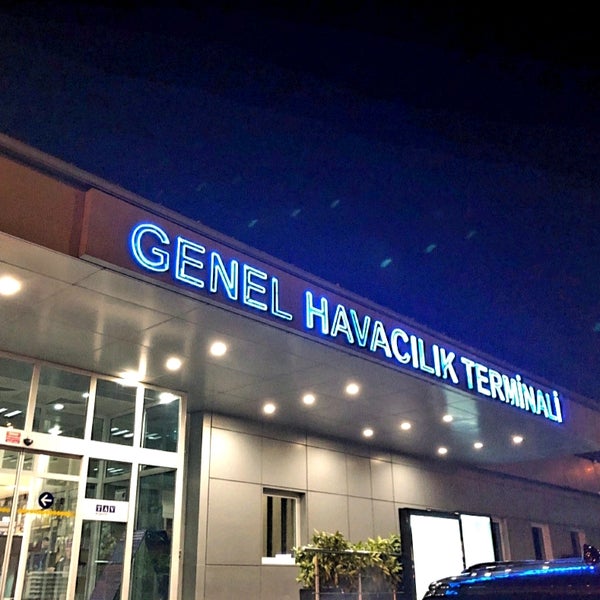 GENEL HAVACILIK TERMİNALİ
TAV